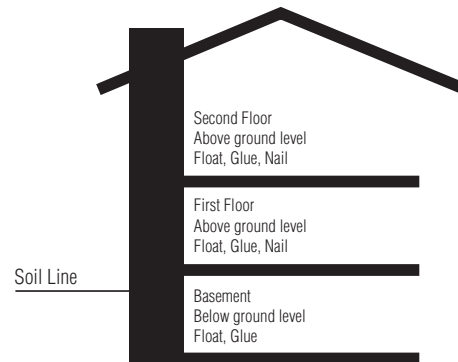 Second Floor
Above ground level
Float, Glue, Nail
First Floor
Above ground level
Float, Glue, Nail
Soil Line
Basement
Below ground level
Float, Glue